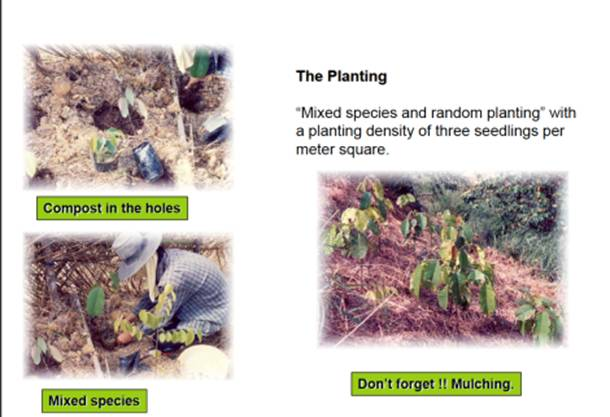 The Planting
“Mixed species and random planting” with
a planting density of three seedlings per
meter square.
Compost in the holes
Mixed species
Don’t forget !! Mulching.